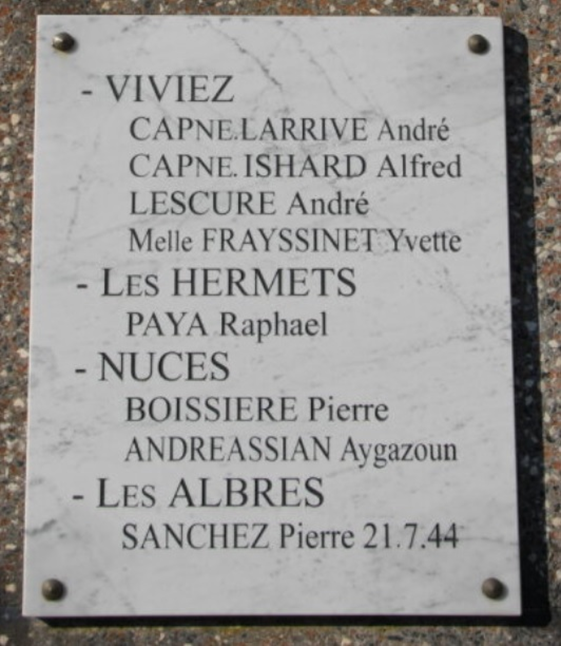 - VIVIEZ
CAPNE.LARRIVE André
CAPNE. ISHARD Alfred
LESCURE André
Melle FRAYSSINET Yvette
- LES HERMETS
PAYA Raphael
- NUCES
BOISSIERE Pierre
ANDREASSIAN Aygazoun
- LES ALBRES
SANCHEZ Pierre 21.7.44